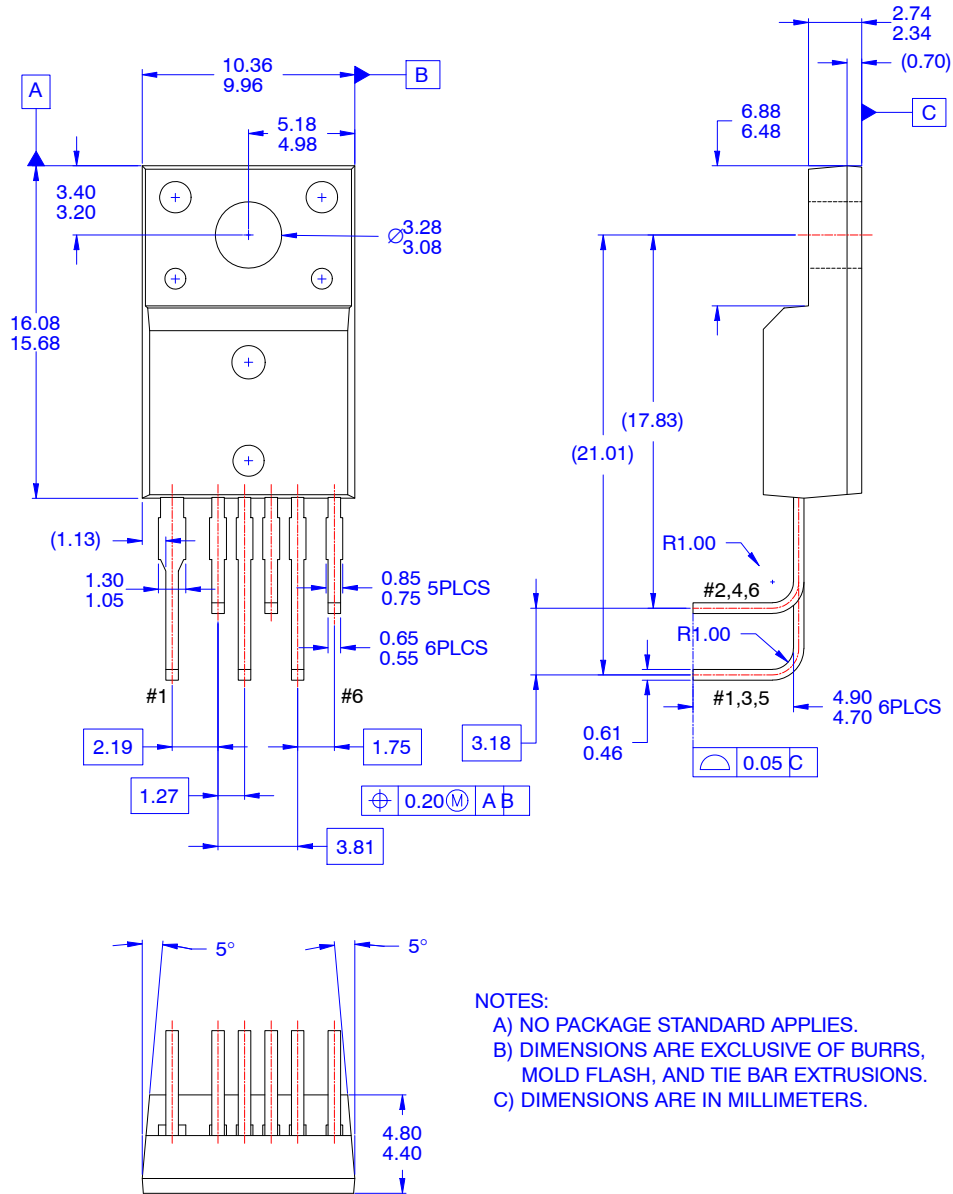 2.74
2.34
10.36
9.96
B
(0.70)
A
C
5.18
4.98
6.88
6.48
3.40
3.20
⌀3.28
3.08
16.08
15.68
(17.83)
(21.01)
(1.13)
R1.00
1.30
1.05
0.85
0.75 5PLCS
#2,4,6
0.65
0.55 6PLCS
R1.00
#1
#6
#1,3,5
4.90
4.70 6PLCS
2.19
1.75
3.18
0.61
0.46
⌓ 0.05 C
1.27
⌖ 0.20Ⓜ A B
3.81
5°
5°
NOTES:
A) NO PACKAGE STANDARD APPLIES.
B) DIMENSIONS ARE EXCLUSIVE OF BURRS,
MOLD FLASH, AND TIE BAR EXTRUSIONS.
C) DIMENSIONS ARE IN MILLIMETERS.
4.80
4.40